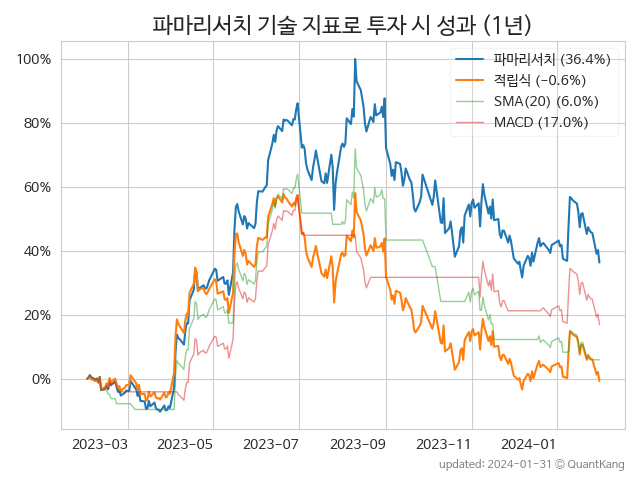 파마리서치 기술 지표로 투자 시 성과 (1년)
100%
80%
60%
40%
20%
0%
파마리서치 (36.4%)
적립식 (−0.6%)
SMA(20) (6.0%)
MACD (17.0%)
2023-03 2023-05 2023-07 2023-09 2023-11 2024-01
updated: 2024-01-31 © QuantKang